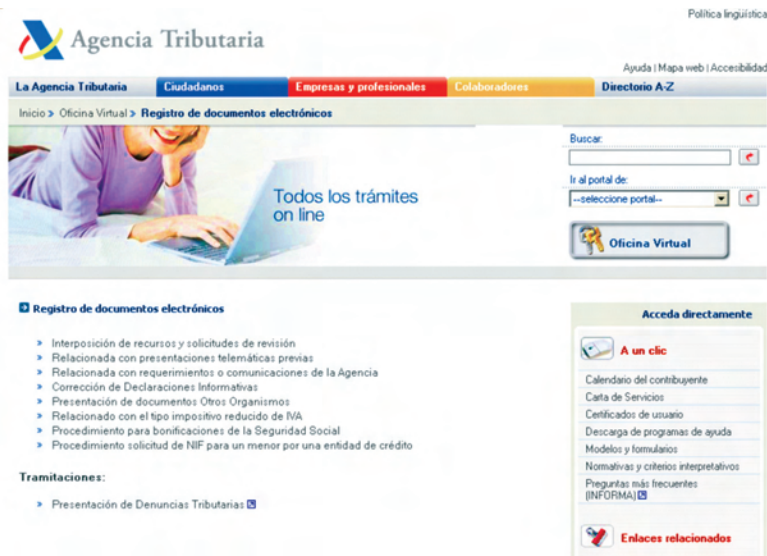 Política lingüística
Agencia Tributaria
Ayuda | Mapa web | Accesibilidad
La Agencia Tributaria Ciudadanos Empresas y profesionales Colaboradores Directorio A-Z
Inicio > Oficina Virtual > Registro de documentos electrónicos
Todos los trámites
on line
Buscar:
Ir al portal de:
--seleccione portal--
Oficina Virtual
Registro de documentos electrónicos
Interposición de recursos y solicitudes de revisión
Relacionada con presentaciones telemáticas previas
Relacionada con requerimientos o comunicaciones de la Agencia
Corrección de Declaraciones Informativas
Presentación de documentos Otros Organismos
Relacionado con el tipo impositivo reducido de IVA
Procedimiento para bonificaciones de la Seguridad Social
Procedimiento solicitud de NIF para un menor por una entidad de crédito
Tramitaciones:
Presentación de Denuncias Tributarias
Acceda directamente
A un clic
Calendario del contribuyente
Carta de Servicios
Certificados de usuario
Descarga de programas de ayuda
Modelos y formularios
Normativas y criterios interpretativos
Preguntas más frecuentes
(INFORMA)
Enlaces relacionados